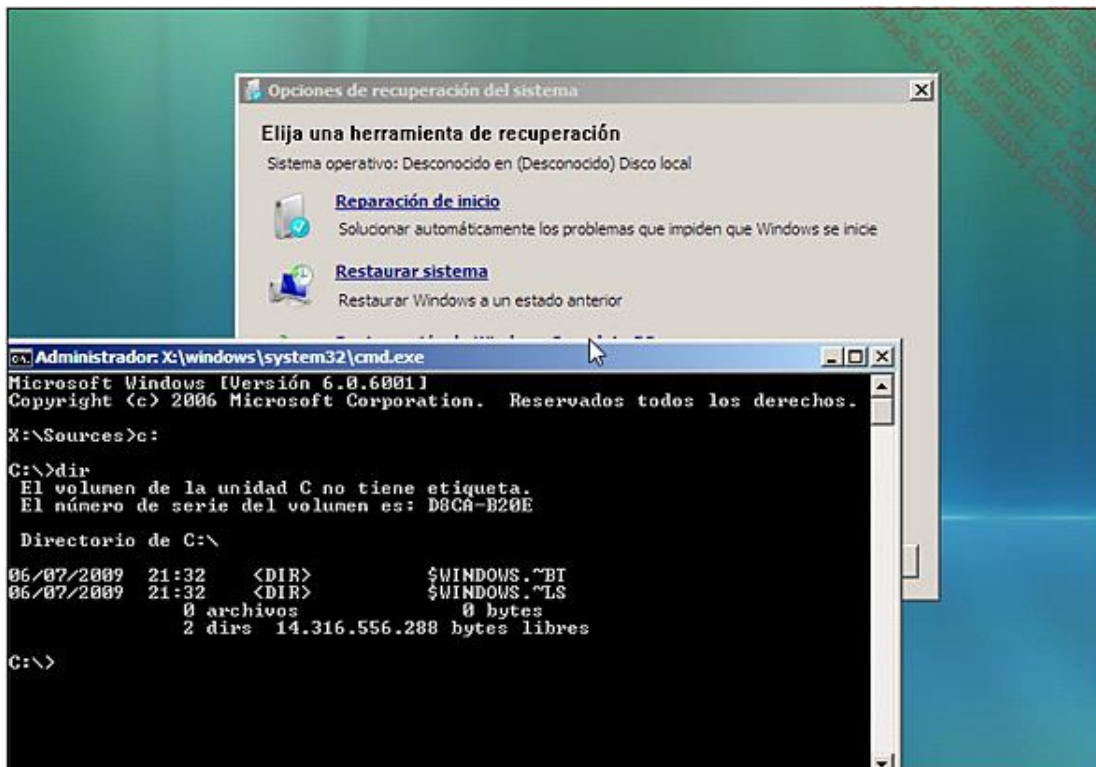 Opciones de recuperación del sistema
Elija una herramienta de recuperación
Sistema operativo: Desconocido en (Desconocido) Disco local
Reparación de inicio
Solucionar automáticamente los problemas que impiden que Windows se inicie
Restaurar sistema
Restaurar Windows a un estado anterior
Administrador: X:\windows\system32\cmd.exe
Microsoft Windows [Versión 6.0.6001]
Copyright (c) 2006 Microsoft Corporation. Reservados todos los derechos.
X:\Sources>c:
C:\>dir
El volumen de la unidad C no tiene etiqueta.
El número de serie del volumen es: D8CA-B20E
Directorio de C:\
06/07/2009 21:32 <DIR> $WINDOWS.~BT
06/07/2009 21:32 <DIR> $WINDOWS.~LS
0 archivos 0 bytes
2 dirs 14.316.556.288 bytes libres
C:\>